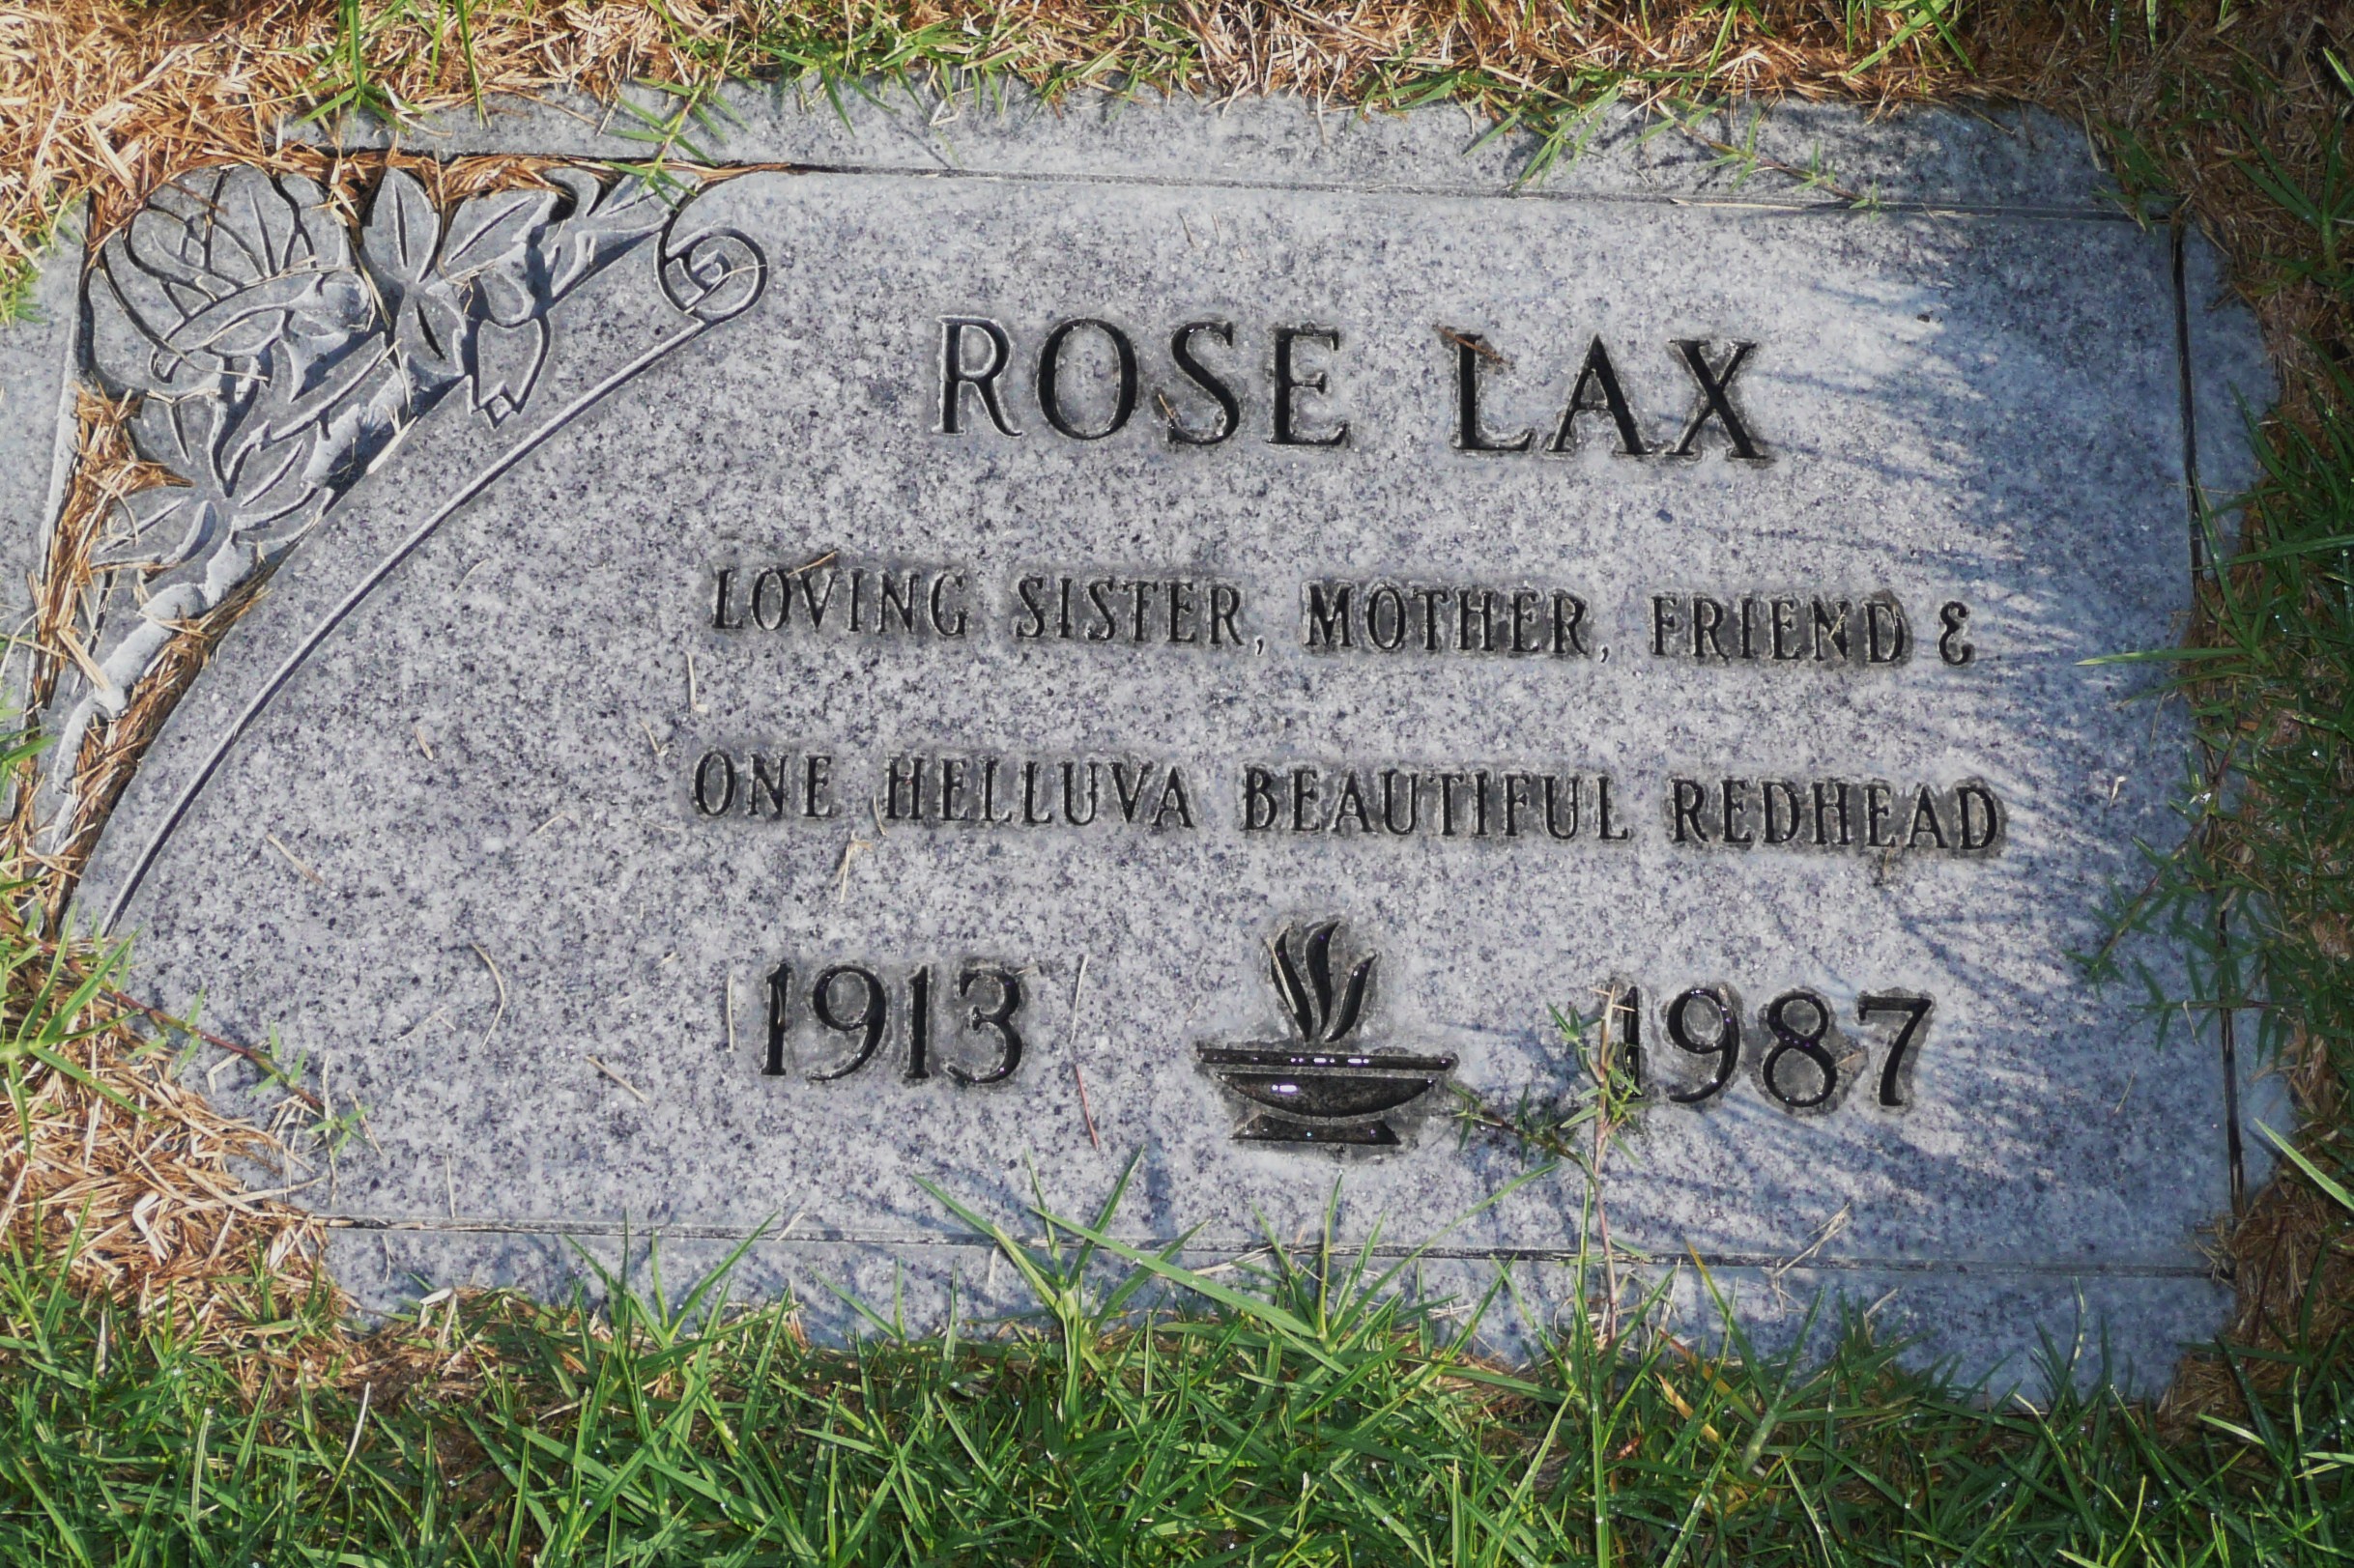 ROSE LAX
LOVING SISTER, MOTHER, FRIEND &
ONE HELLUVA BEAUTIFUL REDHEAD
1913 1987